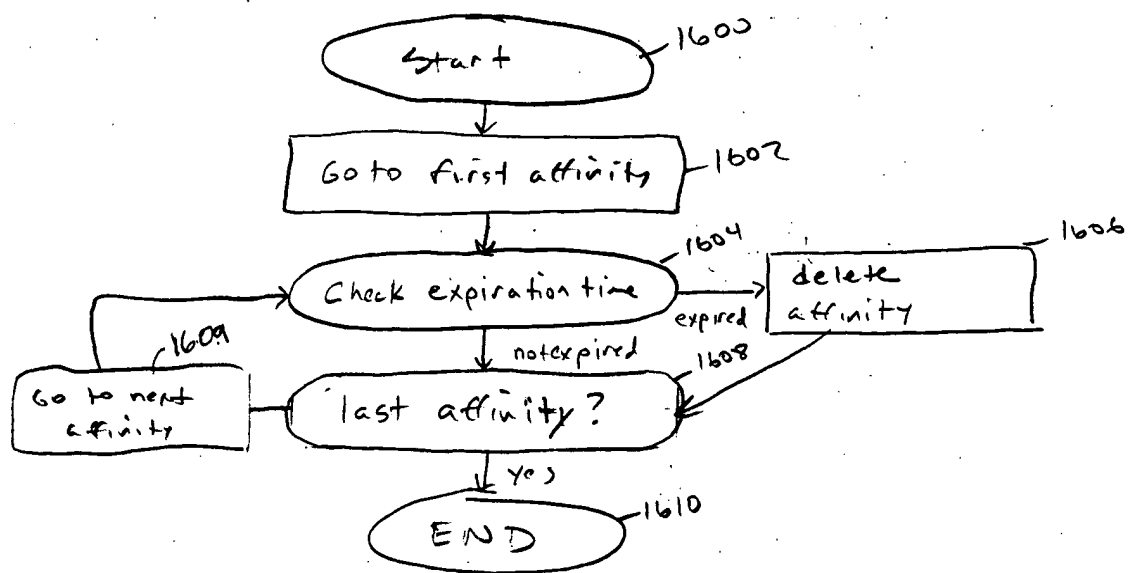 Start
1600
Go to first affinity
1602
Check expiration time
1604
expired
delete
affinity
1606
not expired
1609
Go to next
affinity
last affinity?
1608
yes
END
1610